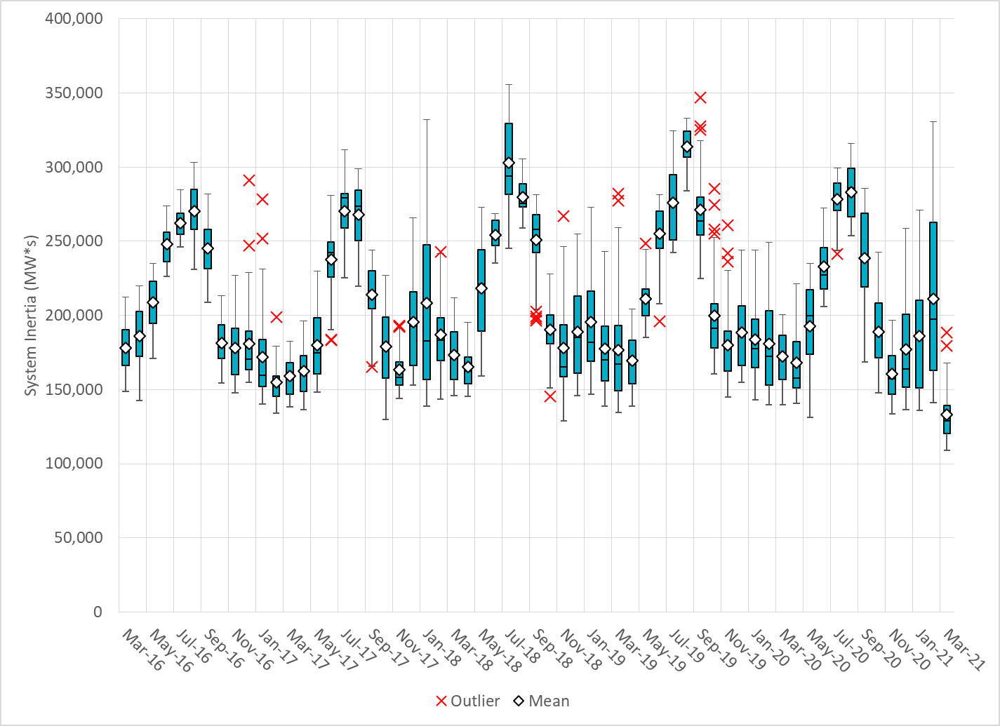 400,000
350,000
300,000
250,000
200,000
150,000
100,000
50,000
0
System Inertia (MW*s)
Mar-16
May-16
Jul-16
Sep-16
Nov-16
Jan-17
Mar-17
May-17
Jul-17
Sep-17
Nov-17
Jan-18
Mar-18
May-18
Jul-18
Sep-18
Nov-18
Jan-19
Mar-19
May-19
Jul-19
Sep-19
Nov-19
Jan-20
Mar-20
May-20
Jul-20
Sep-20
Nov-20
Jan-21
Mar-21
Outlier Mean